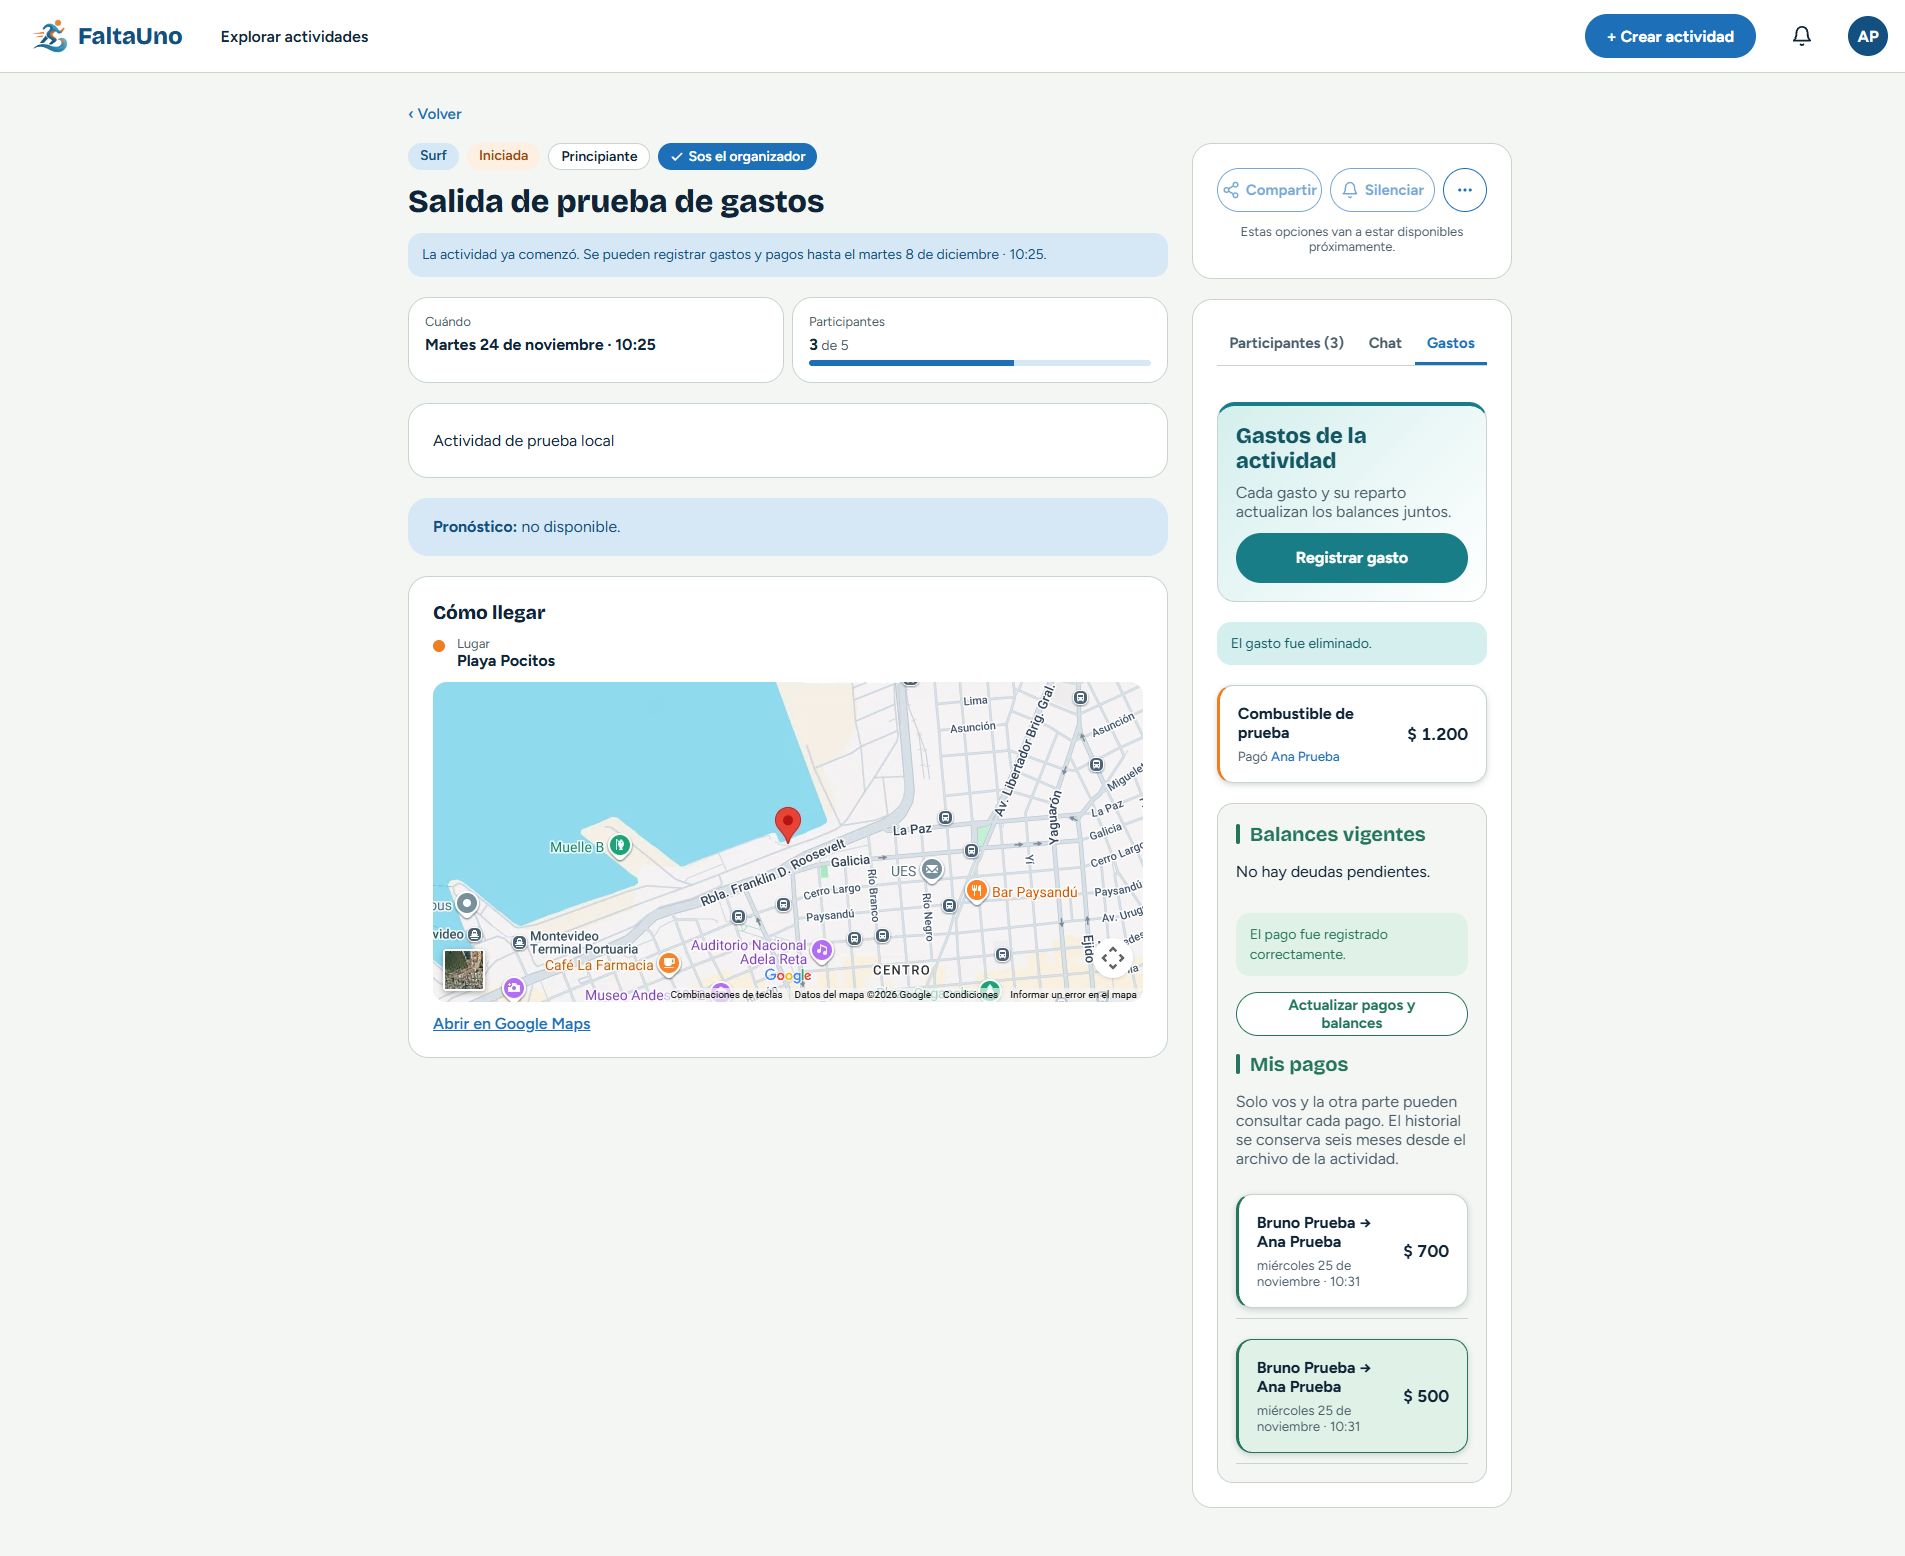 FaltaUno
Explorar actividades
+ Crear actividad
AP
‹ Volver
Surf
Iniciada
Principiante
Sos el organizador
Salida de prueba de gastos
La actividad ya comenzó. Se pueden registrar gastos y pagos hasta el martes 8 de diciembre · 10:25.
Cuándo
Martes 24 de noviembre · 10:25
Participantes
3 de 5
Actividad de prueba local
Pronóstico: no disponible.
Cómo llegar
Lugar
Playa Pocitos
Lima
Asunción
Av. Libertador Brig. Gral.
Asunción
Miguelet
La Paz
Yaguarón
La Paz
Galicia
Muelle B
Rbla. Franklin D. Roosevelt
Galicia
Yi
Cerro Largo
UES
Cerro Largo
Río Branco
Río Negro
Bar Paysandú
Paysandú
Paysandú
Av. Urug
Montevideo
Terminal Portuaria
Auditorio Nacional
Adela Reta
Ejido
Café La Farmacia
Google
CENTRO
Museo Andes
Combinaciones de teclas
Datos del mapa ©2026 Google
Condiciones
Informar un error en el mapa
Abrir en Google Maps
Compartir
Silenciar
Estas opciones van a estar disponibles
próximamente.
Participantes (3)
Chat
Gastos
Gastos de la
actividad
Cada gasto y su reparto
actualizan los balances juntos.
Registrar gasto
El gasto fue eliminado.
Combustible de
prueba
$ 1.200
Pagó Ana Prueba
Balances vigentes
No hay deudas pendientes.
El pago fue registrado
correctamente.
Actualizar pagos y
balances
Mis pagos
Solo vos y la otra parte pueden
consultar cada pago. El historial
se conserva seis meses desde el
archivo de la actividad.
Bruno Prueba →
Ana Prueba
$ 700
miércoles 25 de
noviembre · 10:31
Bruno Prueba →
Ana Prueba
$ 500
miércoles 25 de
noviembre · 10:31